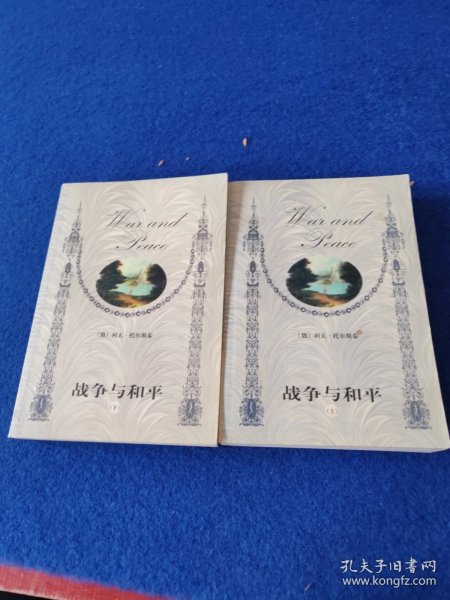 War and
Peace
（俄）列夫·托尔斯泰
战争与和平
（下）
War and
Peace
（俄）列夫·托尔斯泰
战争与和平
（上）
孔夫子旧书网
www.kongfz.com